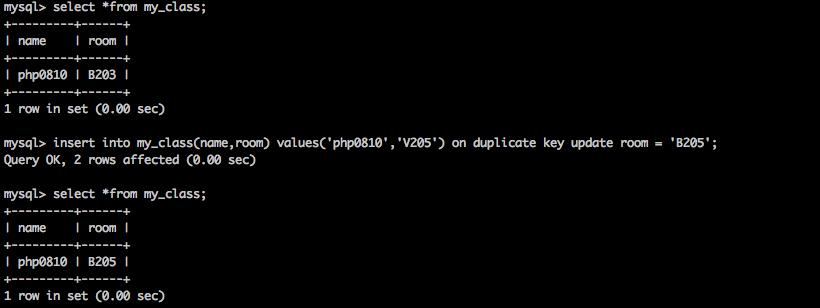 mysql> select *from my_class;
+---------+------+
| name    | room |
+---------+------+
| php0810 | B203 |
+---------+------+
1 row in set (0.00 sec)
mysql> insert into my_class(name,room) values('php0810','V205') on duplicate key update room = 'B205';
Query OK, 2 rows affected (0.00 sec)
mysql> select *from my_class;
+---------+------+
| name    | room |
+---------+------+
| php0810 | B205 |
+---------+------+
1 row in set (0.00 sec)